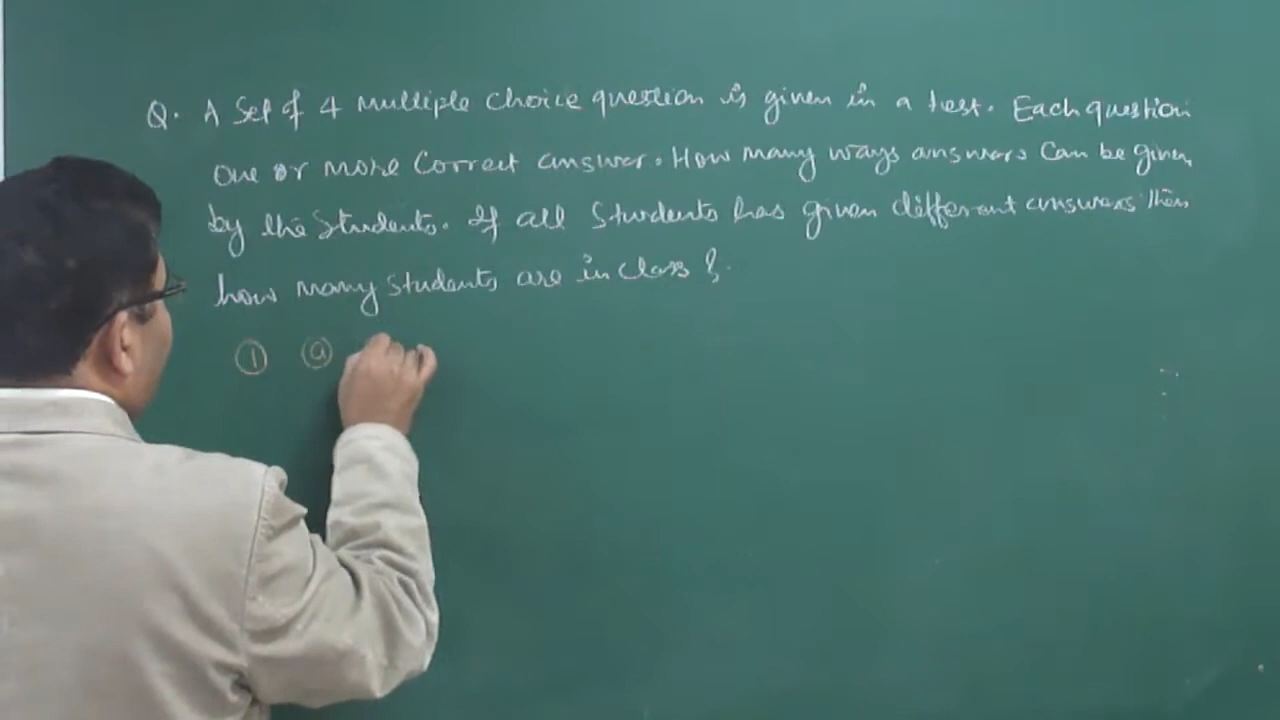 Q. A Set of 4 multiple choice question is given in a test. Each question
one or more correct answer. How many ways answers can be given
by the students. If all students has given different answers then
how many students are in class ?.
① ⓐ